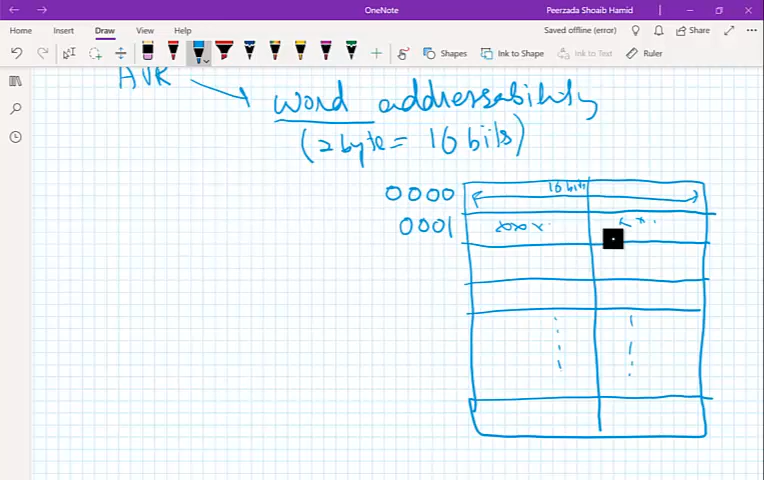 OneNote
Peerzada Shoaib Hamid
Home Insert Draw View Help
Saved offline (error)
Share
Shapes
Ink to Shape
Ink to Text
Ruler
AVR
word addressability
(2 byte = 16 bits)
16 bits
0000
0001
xxx x